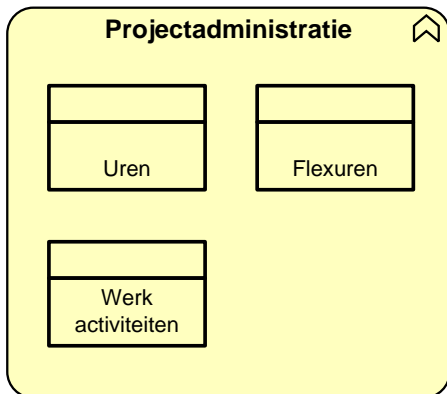 Projectadministratie
Uren
Flexuren
Werk
activiteiten